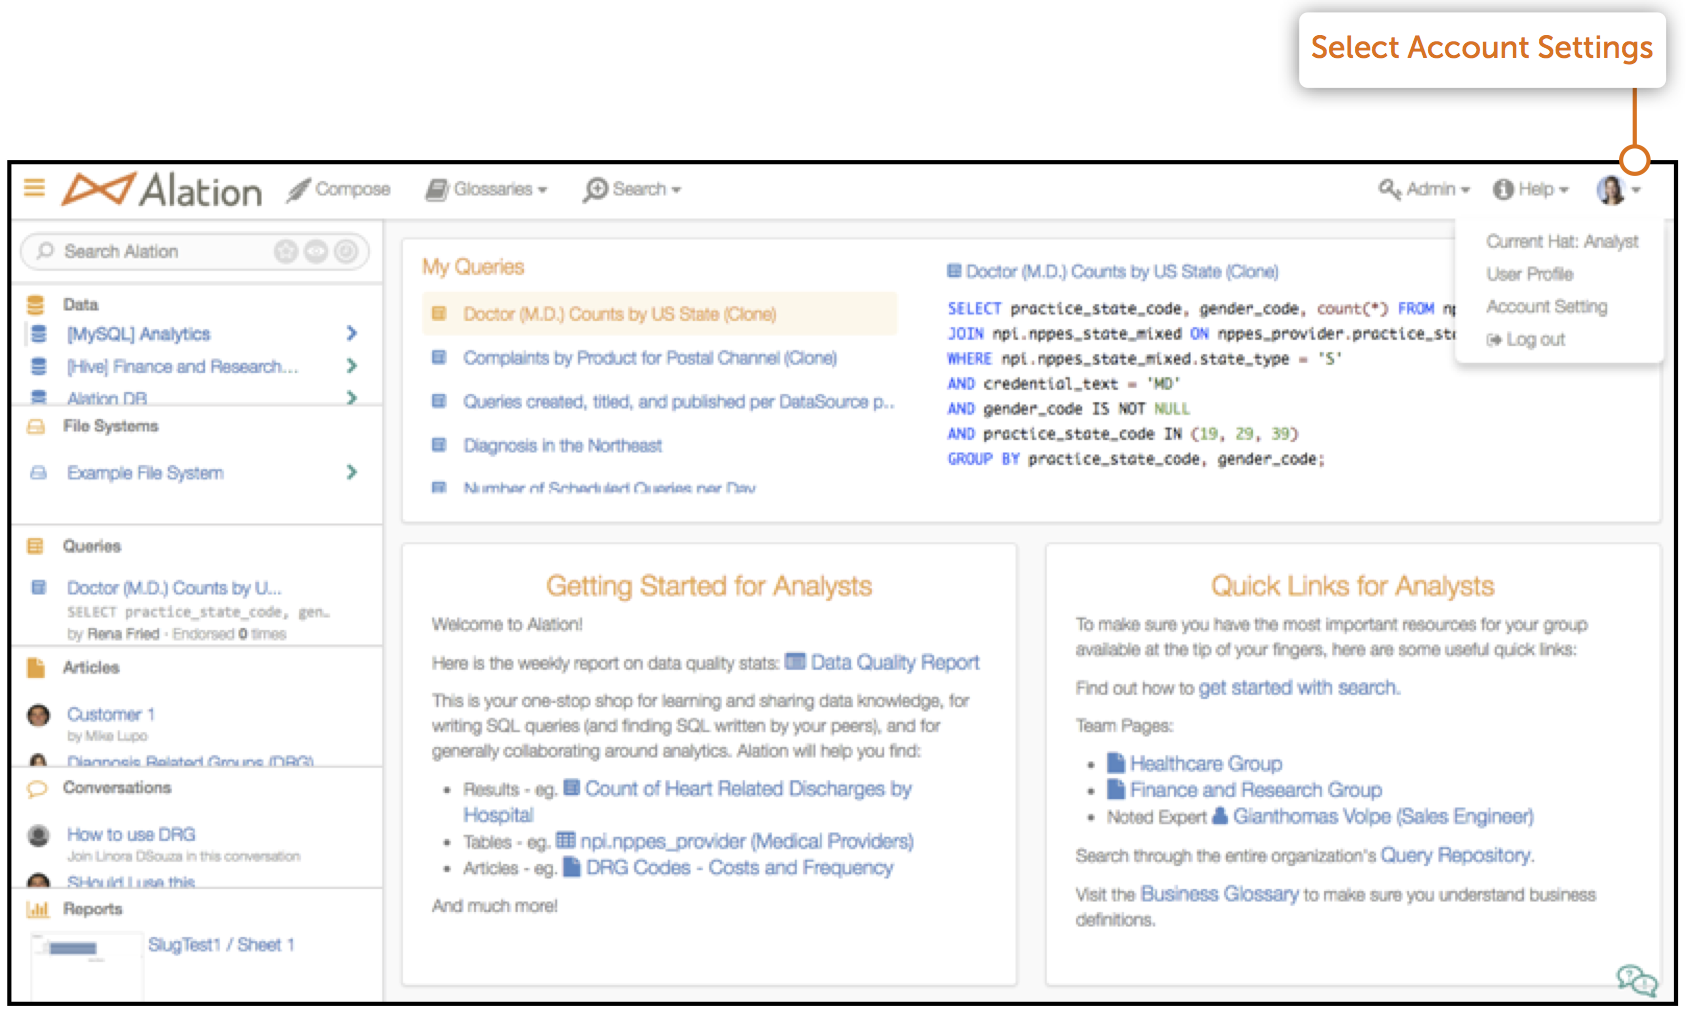 Select Account Settings
Alation
Compose
Glossaries
Search
Admin
Help
Search Alation
Data
[MySQL] Analytics
[Hive] Finance and Research...
Alation DB
File Systems
Example File System
Queries
Doctor (M.D.) Counts by U...
SELECT practice_state_code, gen…
by Rena Fried · Endorsed 0 times
Articles
Customer 1
by Mike Lupo
Diagnosis Related Groups (DRG)
Conversations
How to use DRG
Join Linora DSouza in this conversation
SHould I use this
Reports
SlugTest1 / Sheet 1
My Queries
Doctor (M.D.) Counts by US State (Clone)
Complaints by Product for Postal Channel (Clone)
Queries created, titled, and published per DataSource p..
Diagnosis in the Northeast
Number of Scheduled Queries per Day
Doctor (M.D.) Counts by US State (Clone)
SELECT practice_state_code, gender_code, count(*) FROM np
JOIN npi.nppes_state_mixed ON nppes_provider.practice_sta
WHERE npi.nppes_state_mixed.state_type = 'S'
AND credential_text = 'MD'
AND gender_code IS NOT NULL
AND practice_state_code IN (19, 29, 39)
GROUP BY practice_state_code, gender_code;
Current Hat: Analyst
User Profile
Account Setting
Log out
Getting Started for Analysts
Welcome to Alation!
Here is the weekly report on data quality stats: Data Quality Report
This is your one-stop shop for learning and sharing data knowledge, for
writing SQL queries (and finding SQL written by your peers), and for
generally collaborating around analytics. Alation will help you find:
• Results - eg. Count of Heart Related Discharges by
Hospital
• Tables - eg. npi.nppes_provider (Medical Providers)
• Articles - eg. DRG Codes - Costs and Frequency
And much more!
Quick Links for Analysts
To make sure you have the most important resources for your group
available at the tip of your fingers, here are some useful quick links:
Find out how to get started with search.
Team Pages:
• Healthcare Group
• Finance and Research Group
• Noted Expert Gianthomas Volpe (Sales Engineer)
Search through the entire organization's Query Repository.
Visit the Business Glossary to make sure you understand business
definitions.